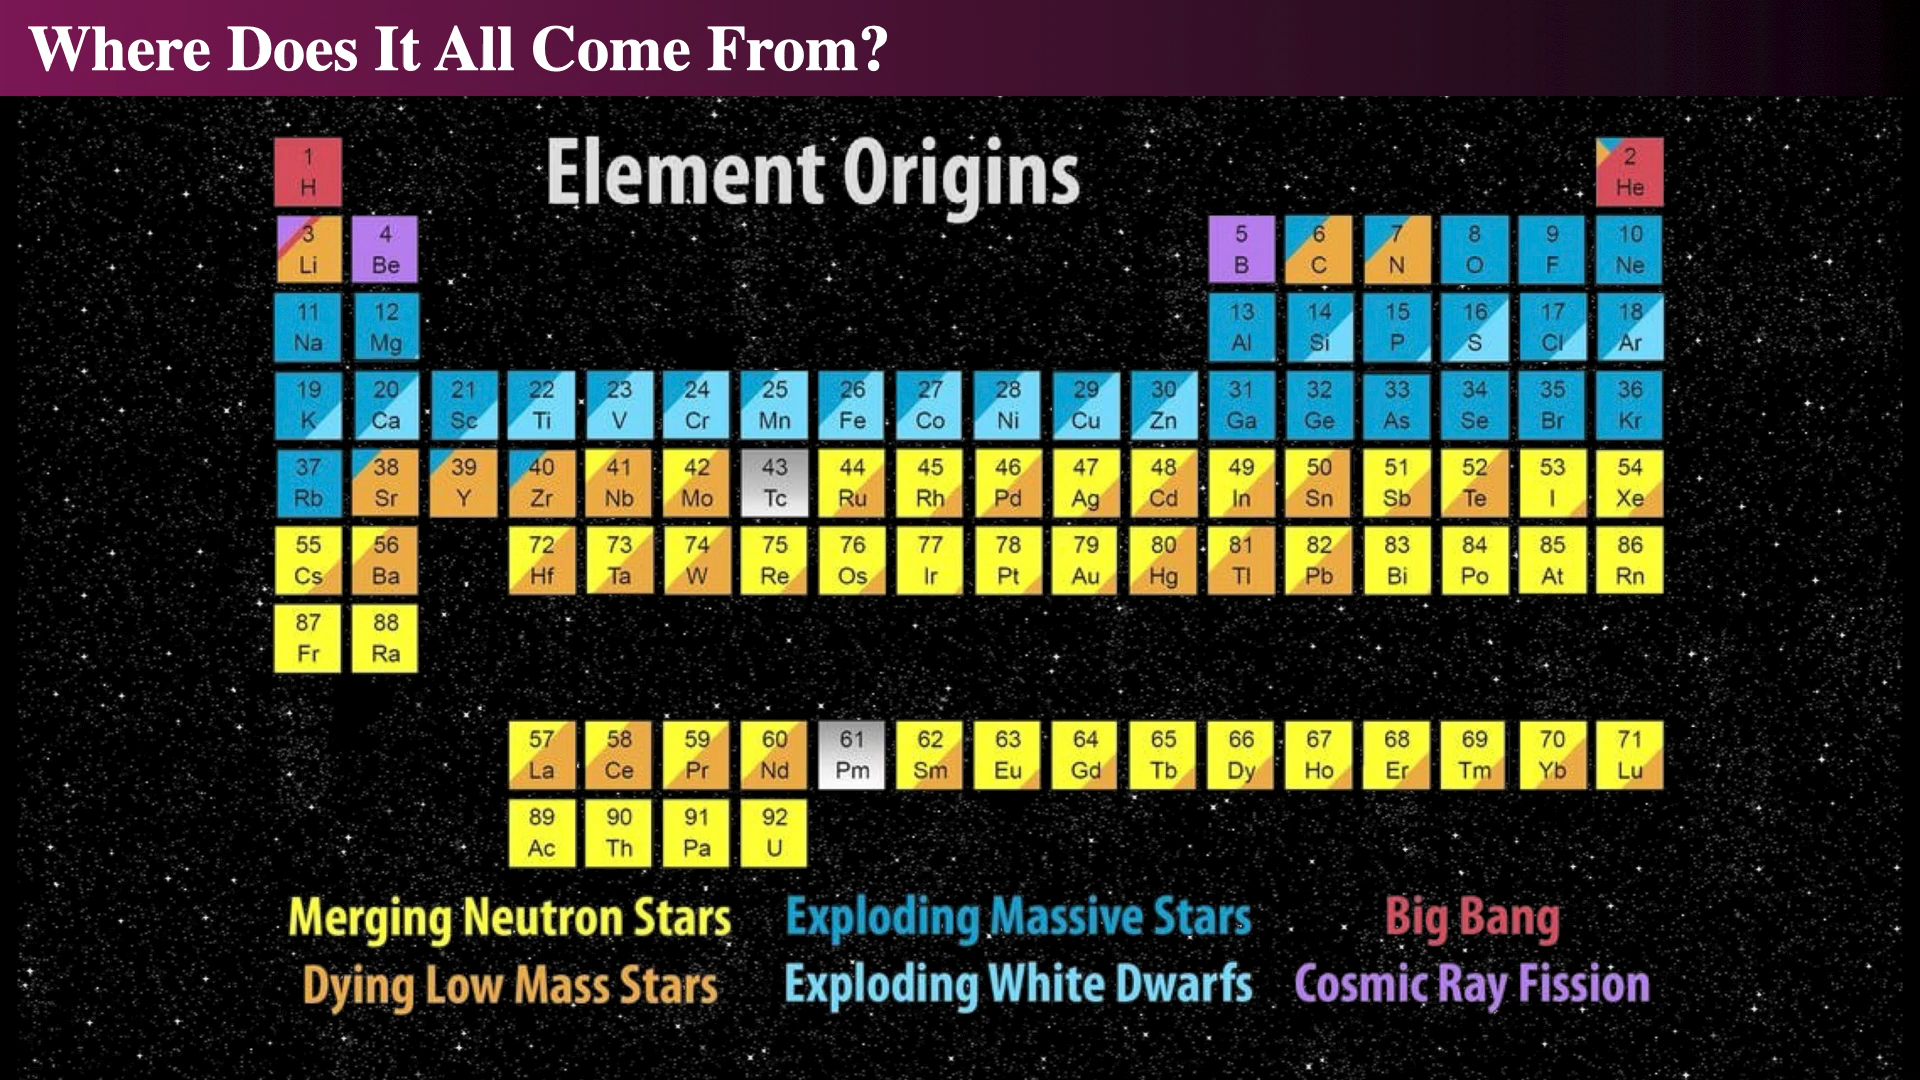 Where Does It All Come From?
Element Origins
1 2
H He
3 4 5 6 7 8 9 10
Li Be B C N O F Ne
11 12 13 14 15 16 17 18
Na Mg Al Si P S Cl Ar
19 20 21 22 23 24 25 26 27 28 29 30 31 32 33 34 35 36
K Ca Sc Ti V Cr Mn Fe Co Ni Cu Zn Ga Ge As Se Br Kr
37 38 39 40 41 42 43 44 45 46 47 48 49 50 51 52 53 54
Rb Sr Y Zr Nb Mo Tc Ru Rh Pd Ag Cd In Sn Sb Te I Xe
55 56 72 73 74 75 76 77 78 79 80 81 82 83 84 85 86
Cs Ba Hf Ta W Re Os Ir Pt Au Hg Tl Pb Bi Po At Rn
87 88
Fr Ra
57 58 59 60 61 62 63 64 65 66 67 68 69 70 71
La Ce Pr Nd Pm Sm Eu Gd Tb Dy Ho Er Tm Yb Lu
89 90 91 92
Ac Th Pa U
Merging Neutron Stars Exploding Massive Stars Big Bang
Dying Low Mass Stars Exploding White Dwarfs Cosmic Ray Fission